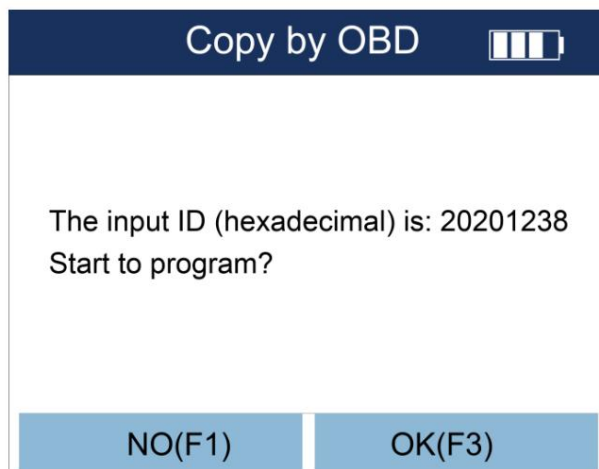 Copy by OBD
The input ID (hexadecimal) is: 20201238
Start to program?
NO(F1)
OK(F3)